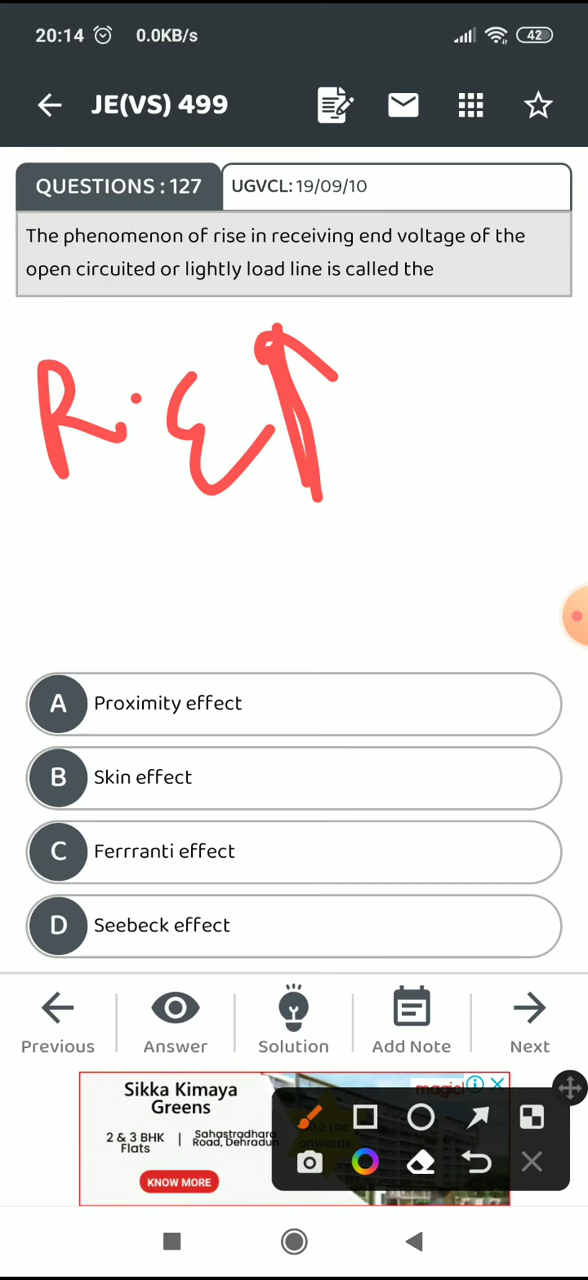 20:14 0.0KB/s 42
JE(VS) 499
QUESTIONS : 127 UGVCL: 19/09/10
The phenomenon of rise in receiving end voltage of the
open circuited or lightly load line is called the
R.E↑
A Proximity effect
B Skin effect
C Ferrranti effect
D Seebeck effect
Previous Answer Solution Add Note Next
Sikka Kimaya
Greens
2 & 3 BHK | Sahastradhara
Flats Road, Dehradun
onwards
KNOW MORE
magic